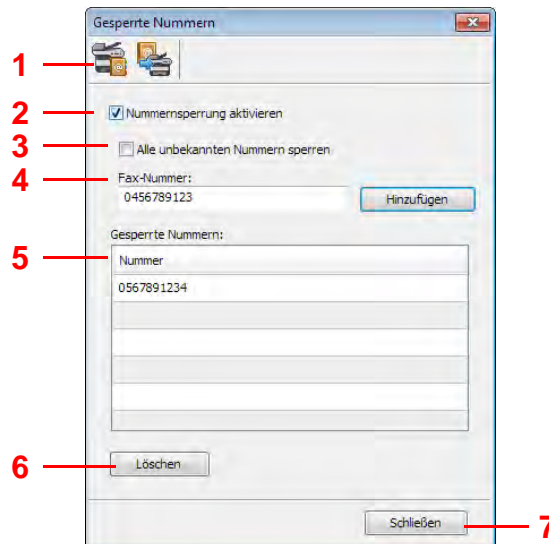 Gesperrte Nummern
1
2
Nummernsperrung aktivieren
3
Alle unbekannten Nummern sperren
4
Fax-Nummer:
0456789123
Hinzufügen
Gesperrte Nummern:
5
Nummer
0567891234
6
Löschen
Schließen
7